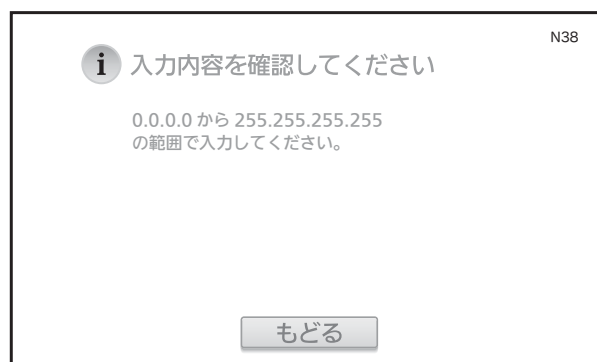 N38
i 入力内容を確認してください
0.0.0.0 から 255.255.255.255
の範囲で入力してください。
もどる